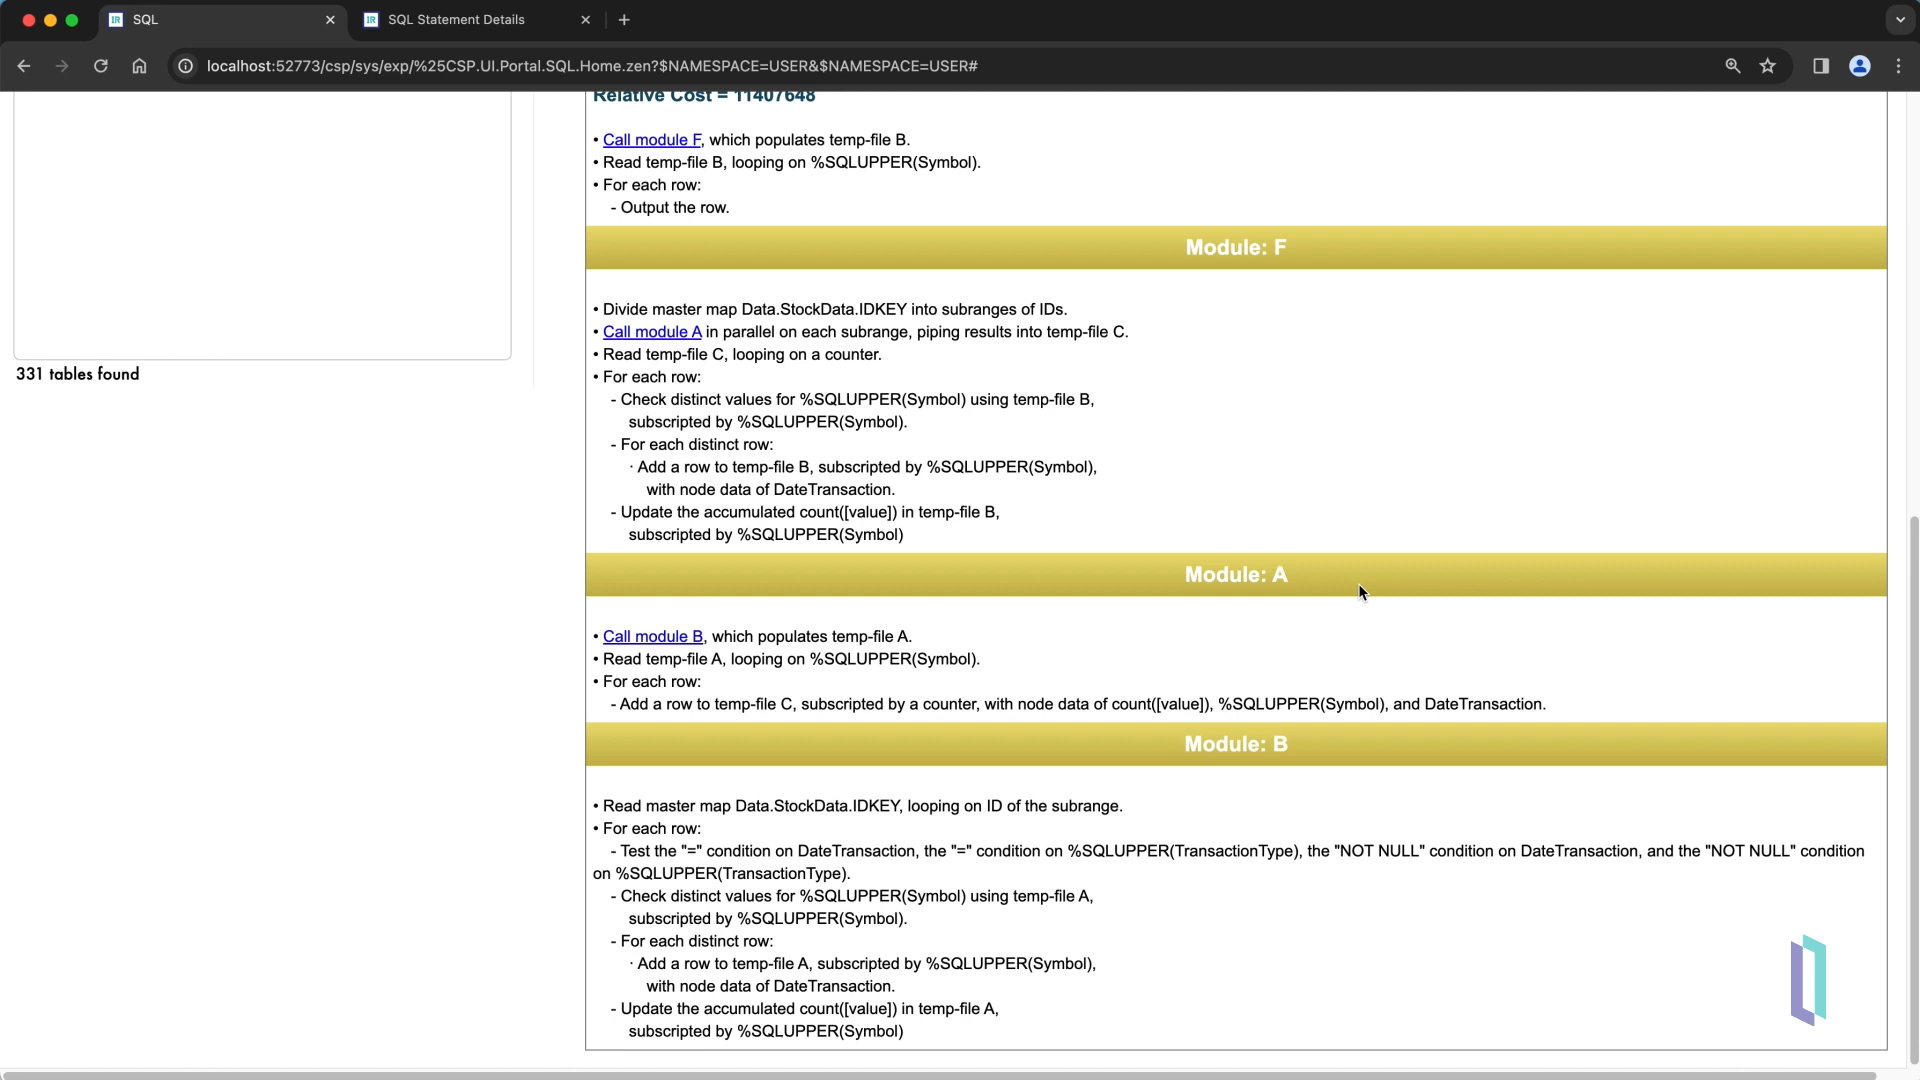 SQL
SQL Statement Details
localhost:52773/csp/sys/exp/%25CSP.UI.Portal.SQL.Home.zen?$NAMESPACE=USER&$NAMESPACE=USER#
331 tables found
Relative Cost = 11407648
• Call module F, which populates temp-file B.
• Read temp-file B, looping on %SQLUPPER(Symbol).
• For each row:
- Output the row.
Module: F
• Divide master map Data.StockData.IDKEY into subranges of IDs.
• Call module A in parallel on each subrange, piping results into temp-file C.
• Read temp-file C, looping on a counter.
• For each row:
- Check distinct values for %SQLUPPER(Symbol) using temp-file B,
subscripted by %SQLUPPER(Symbol).
- For each distinct row:
· Add a row to temp-file B, subscripted by %SQLUPPER(Symbol),
with node data of DateTransaction.
- Update the accumulated count([value]) in temp-file B,
subscripted by %SQLUPPER(Symbol)
Module: A
• Call module B, which populates temp-file A.
• Read temp-file A, looping on %SQLUPPER(Symbol).
• For each row:
- Add a row to temp-file C, subscripted by a counter, with node data of count([value]), %SQLUPPER(Symbol), and DateTransaction.
Module: B
• Read master map Data.StockData.IDKEY, looping on ID of the subrange.
• For each row:
- Test the "=" condition on DateTransaction, the "=" condition on %SQLUPPER(TransactionType), the "NOT NULL" condition on DateTransaction, and the "NOT NULL" condition
on %SQLUPPER(TransactionType).
- Check distinct values for %SQLUPPER(Symbol) using temp-file A,
subscripted by %SQLUPPER(Symbol).
- For each distinct row:
· Add a row to temp-file A, subscripted by %SQLUPPER(Symbol),
with node data of DateTransaction.
- Update the accumulated count([value]) in temp-file A,
subscripted by %SQLUPPER(Symbol)